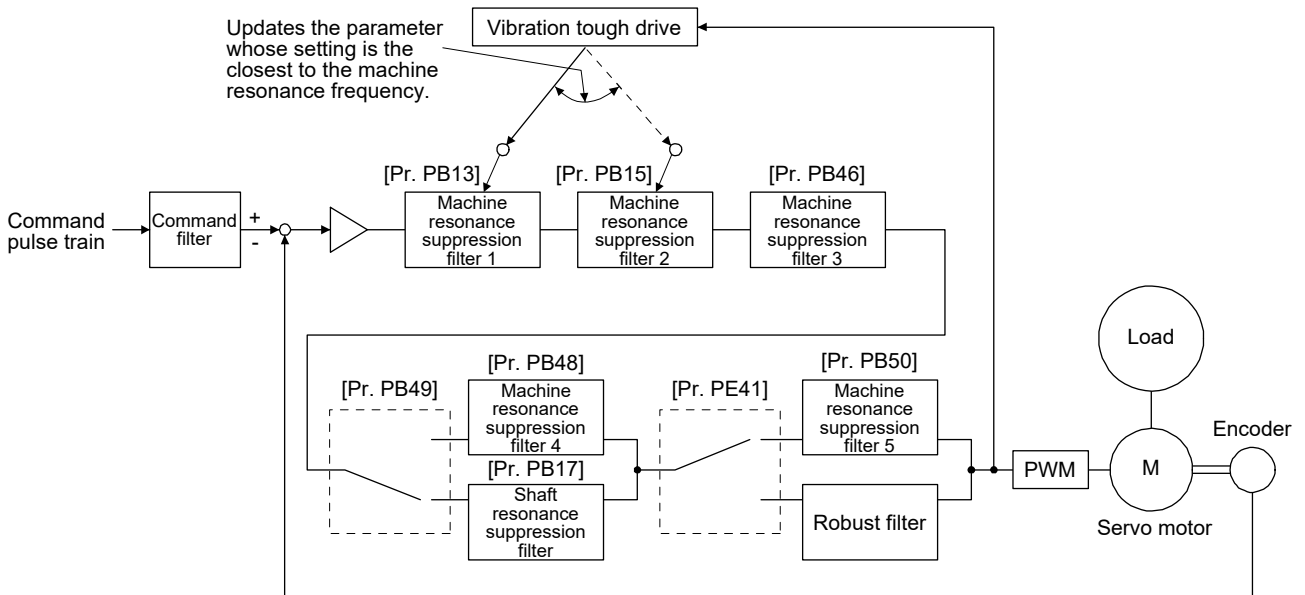 Updates the parameter
whose setting is the
closest to the machine
resonance frequency.
Vibration tough drive
[Pr. PB13]
[Pr. PB15]
[Pr. PB46]
Command
pulse train
Command
filter
+
-
Machine
resonance
suppression
filter 1
Machine
resonance
suppression
filter 2
Machine
resonance
suppression
filter 3
Load
[Pr. PB49]
[Pr. PB48]
Machine
resonance
suppression
filter 4
[Pr. PB17]
Shaft
resonance
suppression
filter
[Pr. PE41]
[Pr. PB50]
Machine
resonance
suppression
filter 5
Robust filter
PWM
M
Servo motor
Encoder